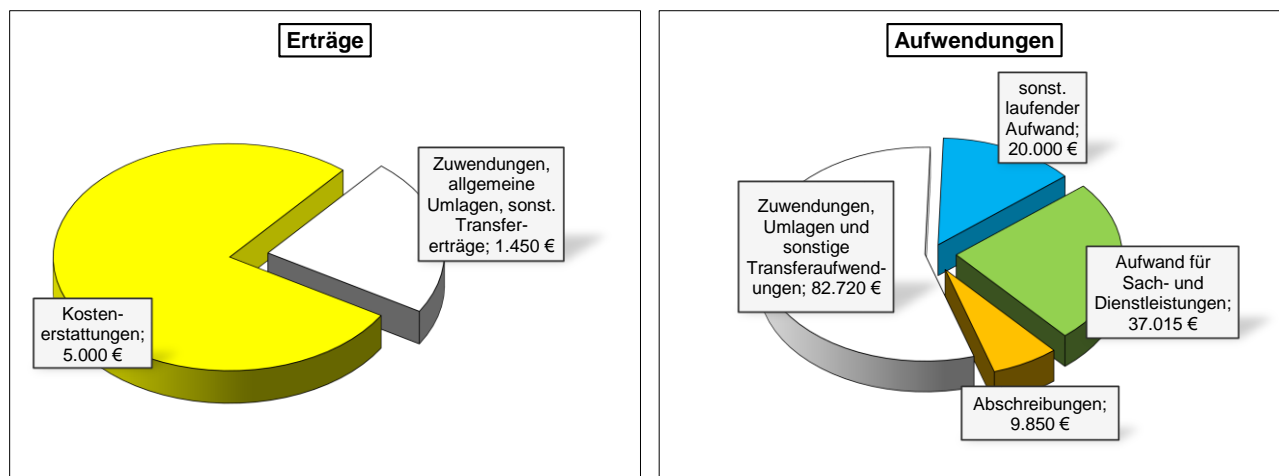 Erträge
Zuwendungen,
allgemeine
Umlagen, sonst.
Transfer-
erträge; 1.450 €
Kosten-
erstattungen;
5.000 €
Aufwendungen
sonst.
laufender
Aufwand;
20.000 €
Zuwendungen,
Umlagen und
sonstige
Transferaufwend-
ungen; 82.720 €
Aufwand für
Sach- und
Dienstleistungen;
37.015 €
Abschreibungen;
9.850 €